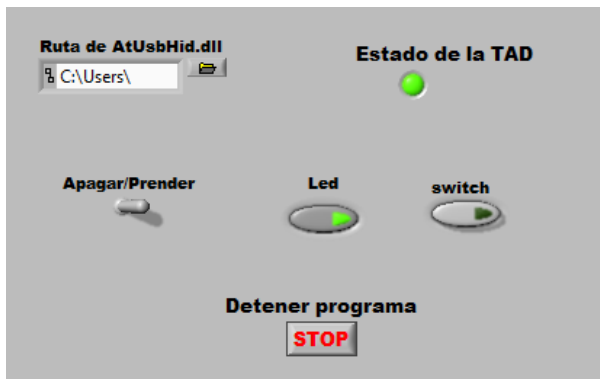 Ruta de AtUsbHid.dll
C:\Users\
Estado de la TAD
Apagar/Prender
Led
switch
Detener programa
STOP